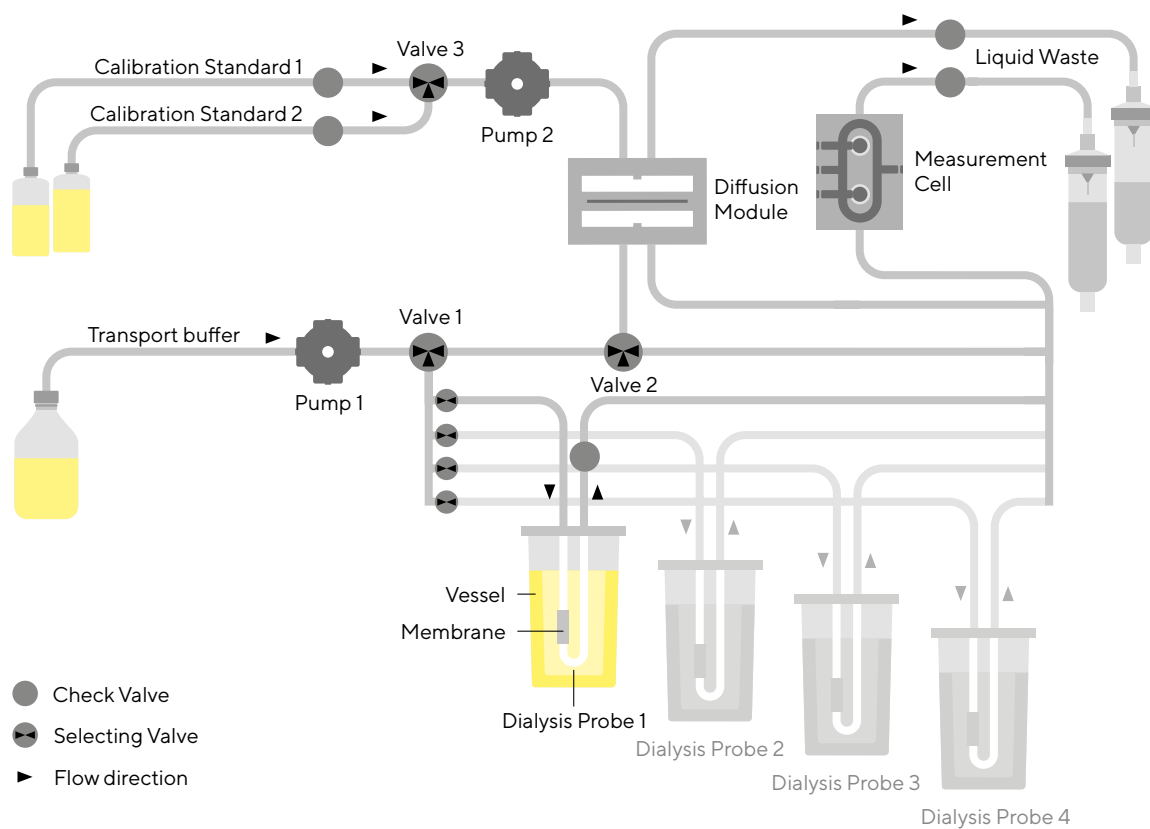 Valve 3
Calibration Standard 1
Calibration Standard 2
Pump 2
Liquid Waste
Measurement
Cell
Diffusion
Module
Transport buffer
Valve 1
Valve 2
Pump 1
Vessel
Membrane
Dialysis Probe 1
Dialysis Probe 2
Dialysis Probe 3
Dialysis Probe 4
Check Valve
Selecting Valve
Flow direction